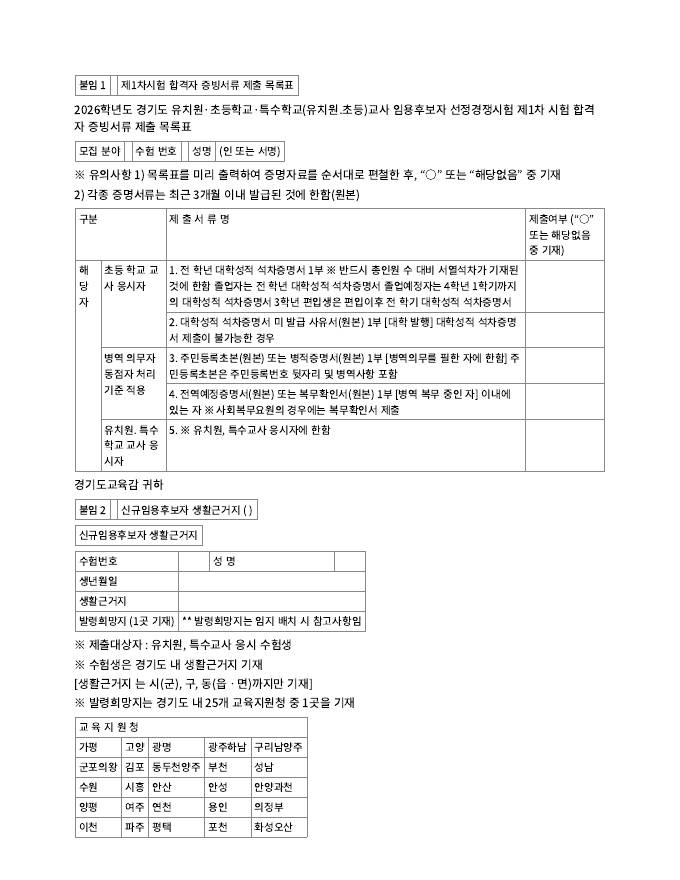 붙임 1 제1차시험 합격자 증빙서류 제출 목록표
2026학년도 경기도 유치원·초등학교·특수학교(유치원.초등)교사 임용후보자 선정경쟁시험 제1차 시험 합격
자 증빙서류 제출 목록표
모집 분야 수험 번호 성명 (인 또는 서명)
※ 유의사항 1) 목록표를 미리 출력하여 증명자료를 순서대로 편철한 후, “○” 또는 “해당없음” 중 기재
2) 각종 증명서류는 최근 3개월 이내 발급된 것에 한함(원본)
구분 제 출 서 류 명 제출여부 (“○”
또는 해당없음
중 기재)
해
당
자
초등 학교 교
사 응시자
1. 전 학년 대학성적 석차증명서 1부 ※ 반드시 총인원 수 대비 서열석차가 기재된
것에 한함 졸업자는 전 학년 대학성적 석차증명서 졸업예정자는 4학년 1학기까지
의 대학성적 석차증명서 3학년 편입생은 편입이후 전 학기 대학성적 석차증명서
2. 대학성적 석차증명서 미 발급 사유서(원본) 1부 [대학 발행] 대학성적 석차증명
서 제출이 불가능한 경우
병역 의무자
동점자 처리
기준 적용
3. 주민등록초본(원본) 또는 병적증명서(원본) 1부 [병역의무를 필한 자에 한함] 주
민등록초본은 주민등록번호 뒷자리 및 병역사항 포함
4. 전역예정증명서(원본) 또는 복무확인서(원본) 1부 [병역 복무 중인 자] 이내에
있는 자 ※ 사회복무요원의 경우에는 복무확인서 제출
유치원. 특수
학교 교사 응
시자
5. ※ 유치원, 특수교사 응시자에 한함
경기도교육감 귀하
붙임 2 신규임용후보자 생활근거지 ( )
신규임용후보자 생활근거지
수험번호 성 명
생년월일
생활근거지
발령희망지 (1곳 기재) ** 발령희망지는 임지 배치 시 참고사항임
※ 제출대상자 : 유치원, 특수교사 응시 수험생
※ 수험생은 경기도 내 생활근거지 기재
[생활근거지 는 시(군), 구, 동(읍 · 면)까지만 기재]
※ 발령희망지는 경기도 내 25개 교육지원청 중 1곳을 기재
교 육 지 원 청
가평 고양 광명 광주하남 구리남양주
군포의왕 김포 동두천양주 부천 성남
수원 시흥 안산 안성 안양과천
양평 여주 연천 용인 의정부
이천 파주 평택 포천 화성오산